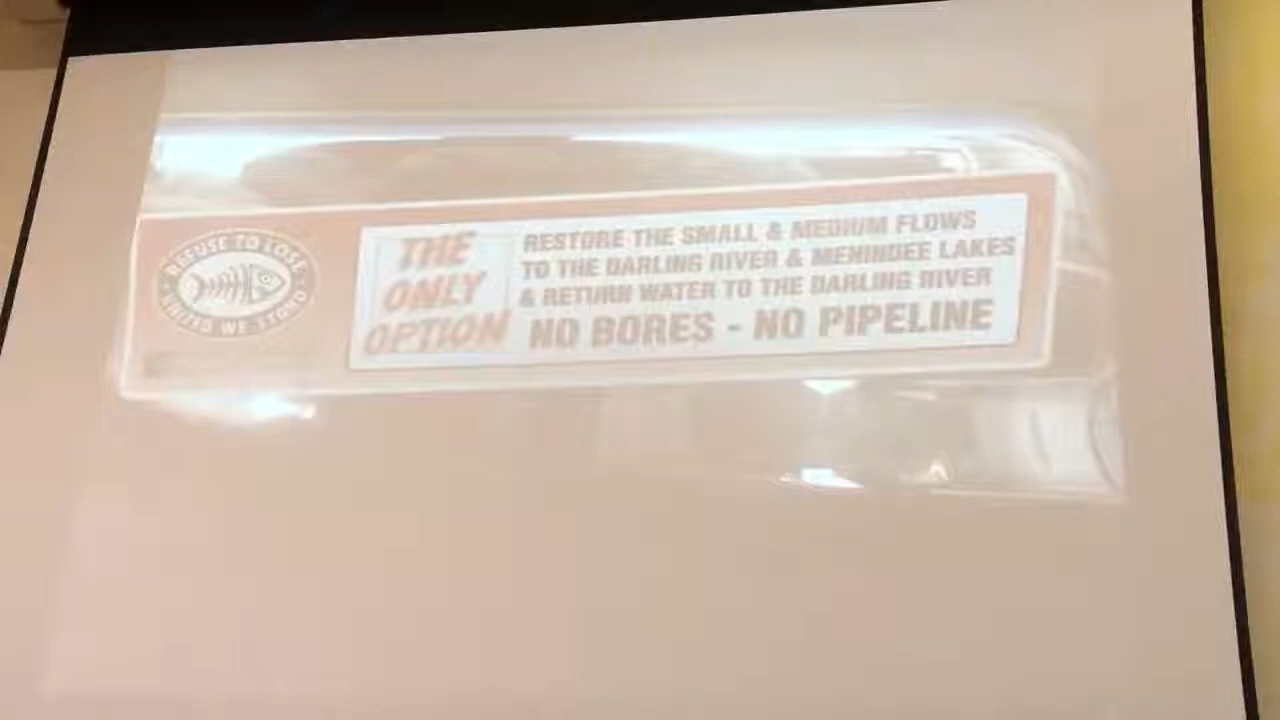 REFUSE TO LOSE
UNITED WE STAND
THE
ONLY
OPTION
RESTORE THE SMALL & MEDIUM FLOWS
TO THE DARLING RIVER & MENINDEE LAKES
& RETURN WATER TO THE DARLING RIVER
NO BORES - NO PIPELINE